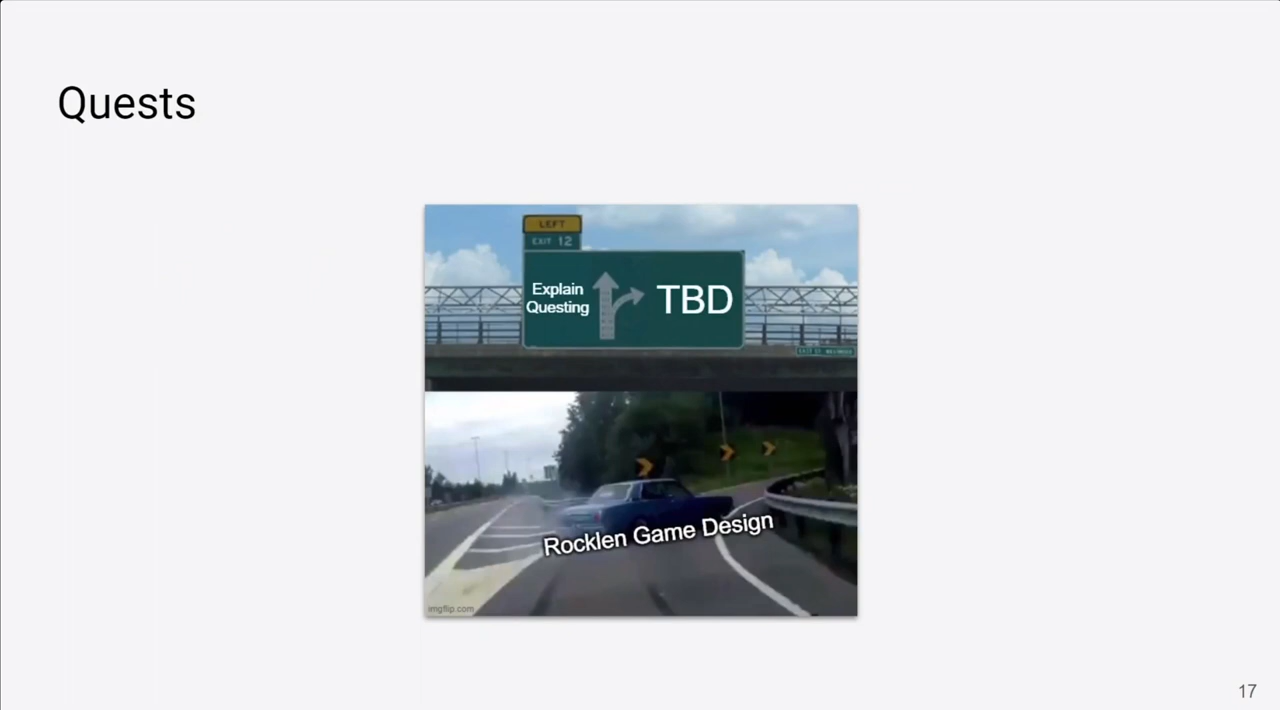 Quests
LEFT
EXIT 12
Explain
Questing
TBD
Rocklen Game Design
imgflip.com
17